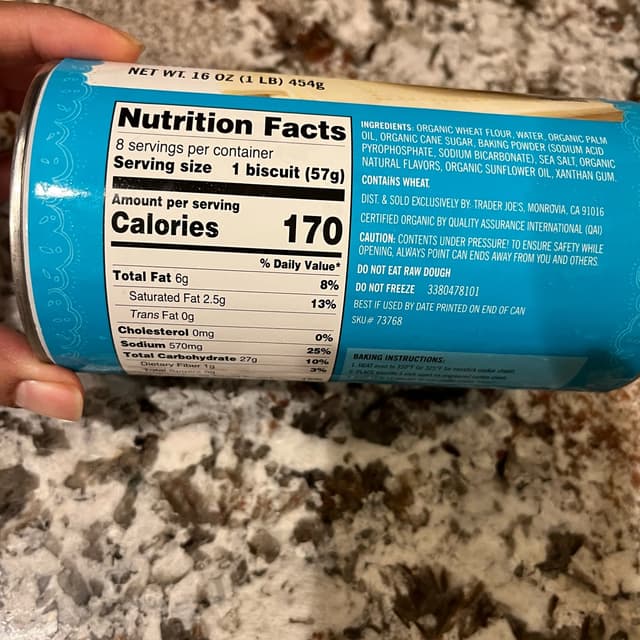 NET WT. 16 OZ (1 LB) 454g
Nutrition Facts
8 servings per container
Serving size 1 biscuit (57g)
Amount per serving
Calories 170
% Daily Value*
Total Fat 6g 8%
Saturated Fat 2.5g 13%
Trans Fat 0g
Cholesterol 0mg 0%
Sodium 570mg 25%
Total Carbohydrate 27g 10%
Dietary Fiber 1g 3%
INGREDIENTS: ORGANIC WHEAT FLOUR, WATER, ORGANIC PALM
OIL, ORGANIC CANE SUGAR, BAKING POWDER (SODIUM ACID
PYROPHOSPHATE, SODIUM BICARBONATE), SEA SALT, ORGANIC
NATURAL FLAVORS, ORGANIC SUNFLOWER OIL, XANTHAN GUM.
CONTAINS WHEAT.
DIST. & SOLD EXCLUSIVELY BY: TRADER JOE'S, MONROVIA, CA 91016
CERTIFIED ORGANIC BY QUALITY ASSURANCE INTERNATIONAL (QAI)
CAUTION: CONTENTS UNDER PRESSURE! TO ENSURE SAFETY WHILE
OPENING, ALWAYS POINT CAN ENDS AWAY FROM YOU AND OTHERS.
DO NOT EAT RAW DOUGH
DO NOT FREEZE 3380478101
BEST IF USED BY DATE PRINTED ON END OF CAN
SKU# 73768
BAKING INSTRUCTIONS: